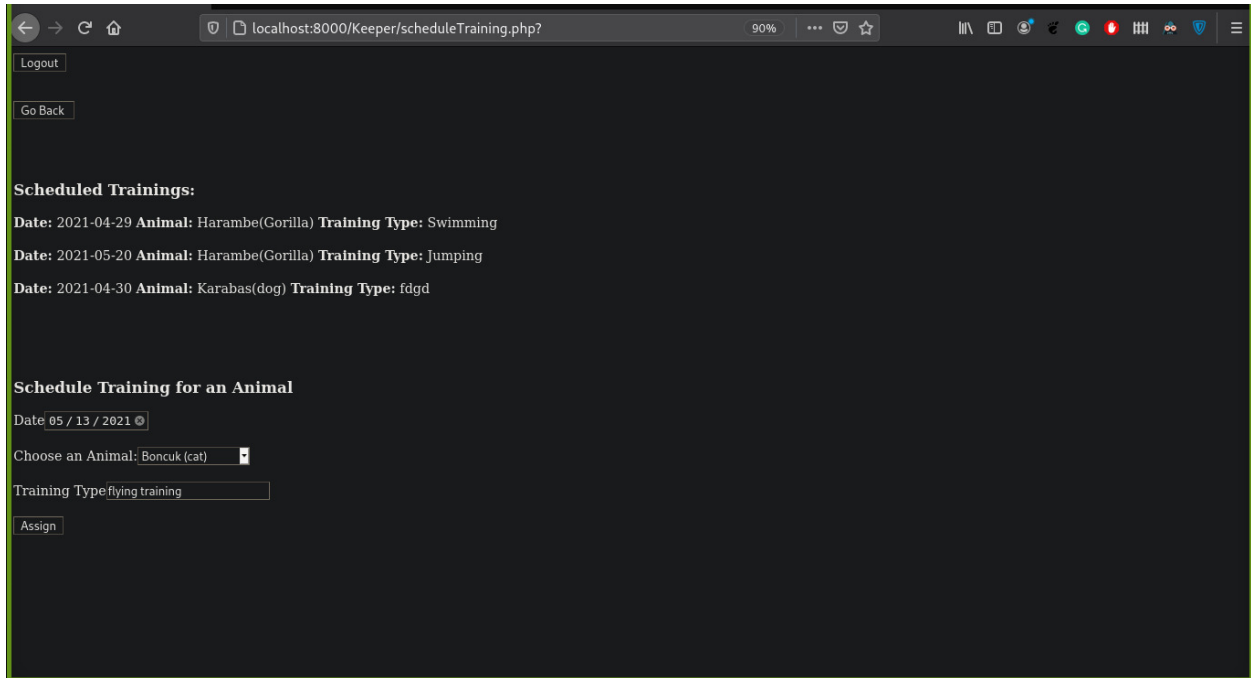 localhost:8000/Keeper/scheduleTraining.php? 90%
Logout
Go Back
Scheduled Trainings:
Date: 2021-04-29 Animal: Harambe(Gorilla) Training Type: Swimming
Date: 2021-05-20 Animal: Harambe(Gorilla) Training Type: Jumping
Date: 2021-04-30 Animal: Karabas(dog) Training Type: fdgd
Schedule Training for an Animal
Date 05 / 13 / 2021
Choose an Animal: Boncuk (cat)
Training Type flying training
Assign